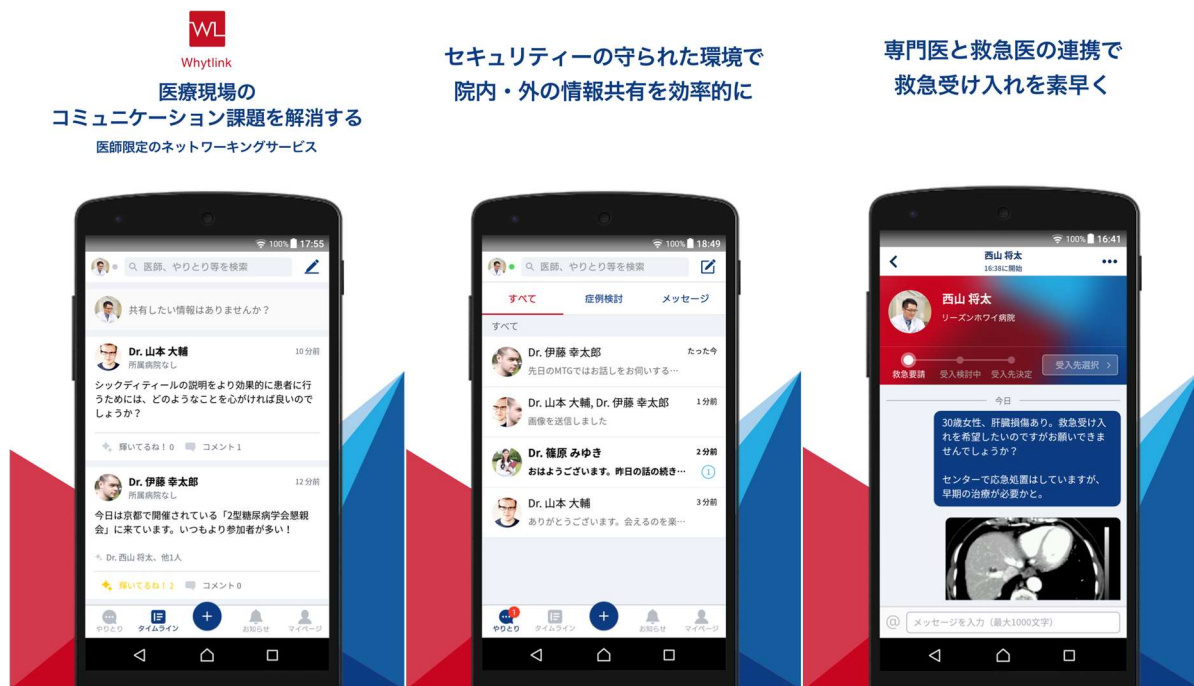 WL
Whytlink
医療現場の
コミュニケーション課題を解消する
医師限定のネットワーキングサービス
100% 17:55
医師、やりとり等を検索
共有したい情報はありませんか？
Dr. 山本 大輔
10分前
所属病院なし
シックディティールの説明をより効果的に患者に行
うためには、どのようなことを心がければ良いので
しょうか？
輝いてるね！0 コメント1
Dr. 伊藤 幸太郎
12分前
所属病院なし
今日は京都で開催されている「2型糖尿病学会懇親
会」に来ています。いつもより参加者が多い！
Dr. 西山 将太、他1人
輝いてるね！2 コメント0
やりとり タイムライン + お知らせ マイページ
セキュリティーの守られた環境で
院内・外の情報共有を効率的に
100% 18:49
医師、やりとり等を検索
すべて 症例検討 メッセージ
すべて
Dr. 伊藤 幸太郎
たった今
先日のMTGではお話しをお伺いする…
Dr. 山本 大輔, Dr. 伊藤 幸太郎
1分前
画像を送信しました
Dr. 篠原 みゆき
2分前
おはようございます。昨日の話の続き…
1
Dr. 山本 大輔
3分前
ありがとうございます。会えるのを楽…
1
やりとり タイムライン + お知らせ マイページ
専門医と救急医の連携で
救急受け入れを素早く
100% 16:41
西山 将太
16:38に開始
西山 将太
リーズンホワイ病院
救急要請 受入検討中 受入先決定
受入先選択
今日
30歳女性、肝臓損傷あり。救急受け入
れを希望したいのですがお願いできま
せんでしょうか？
センターで応急処置はしていますが、
早期の治療が必要かと。
@ メッセージを入力（最大1000文字）